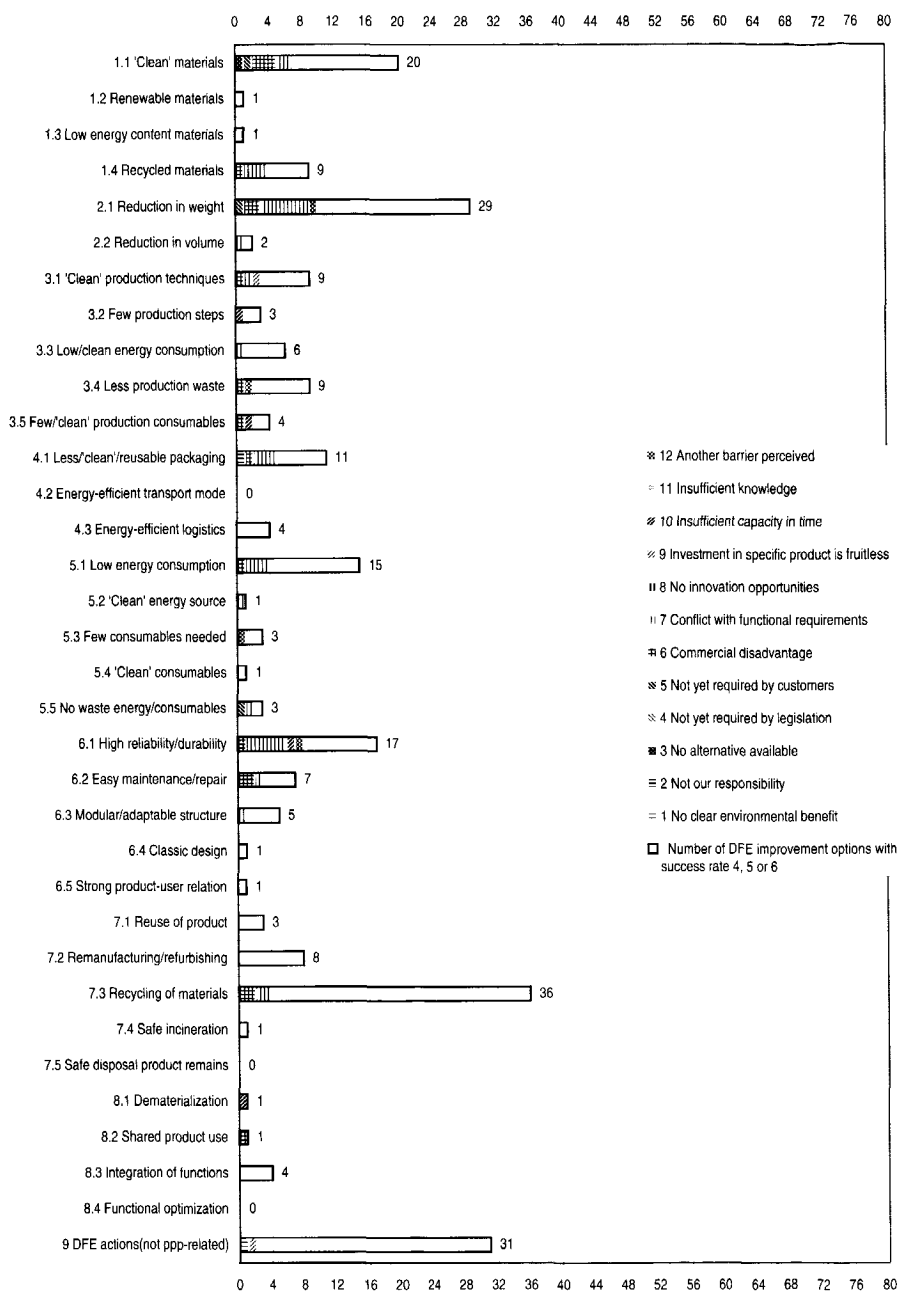 0 4 8 12 16 20 24 28 32 36 40 44 48 52 56 60 64 68 72 76 80
1.1 'Clean' materials 20
1.2 Renewable materials 1
1.3 Low energy content materials 1
1.4 Recycled materials 9
2.1 Reduction in weight 29
2.2 Reduction in volume 2
3.1 'Clean' production techniques 9
3.2 Few production steps 3
3.3 Low/clean energy consumption 6
3.4 Less production waste 9
3.5 Few/'clean' production consumables 4
4.1 Less/'clean'/reusable packaging 11
4.2 Energy-efficient transport mode 0
4.3 Energy-efficient logistics 4
5.1 Low energy consumption 15
5.2 'Clean' energy source 1
5.3 Few consumables needed 3
5.4 'Clean' consumables 1
5.5 No waste energy/consumables 3
6.1 High reliability/durability 17
6.2 Easy maintenance/repair 7
6.3 Modular/adaptable structure 5
6.4 Classic design 1
6.5 Strong product-user relation 1
7.1 Reuse of product 3
7.2 Remanufacturing/refurbishing 8
7.3 Recycling of materials 36
7.4 Safe incineration 1
7.5 Safe disposal product remains 0
8.1 Dematerialization 1
8.2 Shared product use 1
8.3 Integration of functions 4
8.4 Functional optimization 0
9 DFE actions(not ppp-related) 31
0 4 8 12 16 20 24 28 32 36 40 44 48 52 56 60 64 68 72 76 80
12 Another barrier perceived
11 Insufficient knowledge
10 Insufficient capacity in time
9 Investment in specific product is fruitless
8 No innovation opportunities
7 Conflict with functional requirements
6 Commercial disadvantage
5 Not yet required by customers
4 Not yet required by legislation
3 No alternative available
2 Not our responsibility
1 No clear environmental benefit
Number of DFE improvement options with
success rate 4, 5 or 6